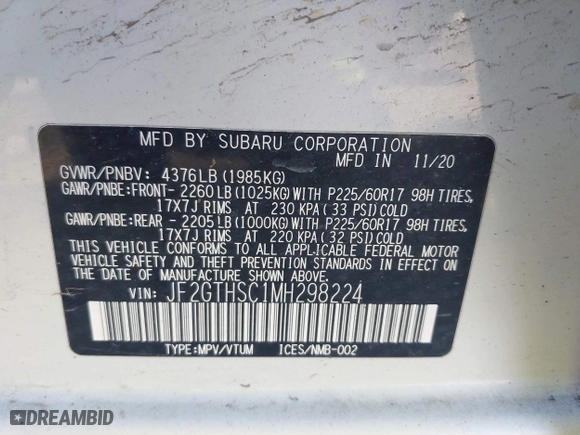 MFD BY SUBARU CORPORATION
MFD IN 11/20
GVWR/PNBV: 4376LB (1985KG)
GAWR/PNBE:FRONT- 2260LB(1025KG)WITH P225/60R17 98H TIRES,
17X7J RIMS AT 230 KPA(33 PSI)COLD
GAWR/PNBE:REAR - 2205LB(1000KG)WITH P225/60R17 98H TIRES,
17X7J RIMS AT 220 KPA(32 PSI)COLD
THIS VEHICLE CONFORMS TO ALL APPLICABLE FEDERAL MOTOR
VEHICLE SAFETY, BUMPER, AND THEFT PREVENTION STANDARDS
IN EFFECT ON THE DATE OF MANUFACTURE SHOWN ABOVE.
VIN: JF2GTHSC1MH298224
TYPE:MPV/VTUM ICES/NMB-002
DREAMBID